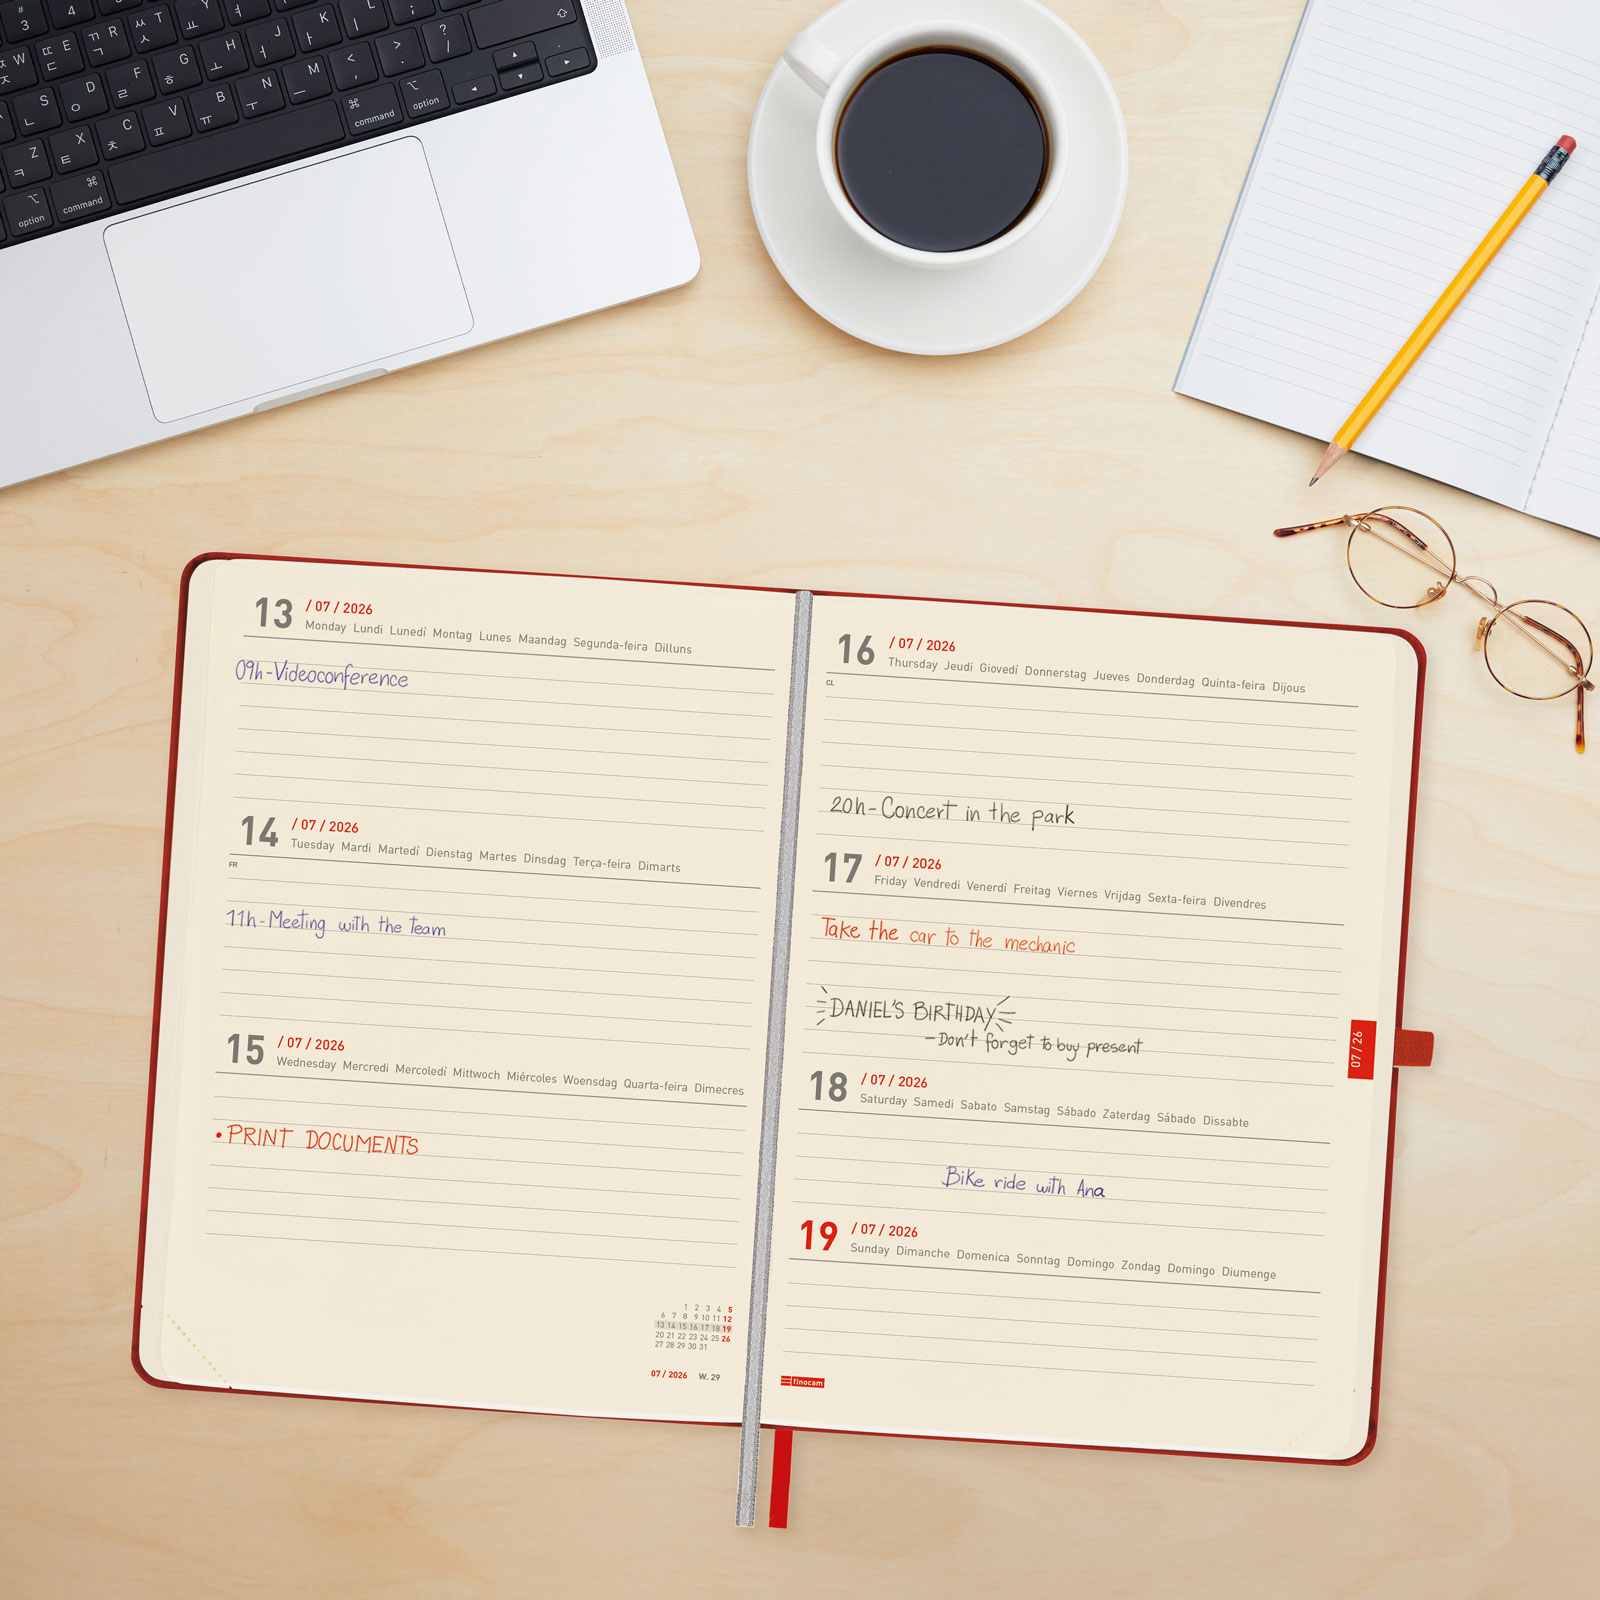 # 3 $ 4
W ㅈ E ㄸ ㄷ R ㄲ ㄱ T ㅆ ㅅ Y ㅛ U ㅕ
S ㄴ D ㅇ F ㄹ G ㅎ H ㅗ J ㅓ K ㅏ L ㅣ : ; " '
Z ㅋ X ㅌ C ㅊ V ㅍ B ㅠ N ㅜ M ㅡ < , > . ? /
⌥ option ⌘ command ⌘ command ⌥ option
13 / 07 / 2026
Monday Lundi Lunedì Montag Lunes Maandag Segunda-feira Dilluns
09h-Videoconference
14 / 07 / 2026
Tuesday Mardi Martedì Dienstag Martes Dinsdag Terça-feira Dimarts
FR
11h-Meeting with the team
15 / 07 / 2026
Wednesday Mercredi Mercoledì Mittwoch Miércoles Woensdag Quarta-feira Dimecres
• PRINT DOCUMENTS
1 2 3 4 5
6 7 8 9 10 11 12
13 14 15 16 17 18 19
20 21 22 23 24 25 26
27 28 29 30 31
07 / 2026 W. 29
16 / 07 / 2026
Thursday Jeudi Giovedì Donnerstag Jueves Donderdag Quinta-feira Dijous
CL
20h-Concert in the park
17 / 07 / 2026
Friday Vendredi Venerdì Freitag Viernes Vrijdag Sexta-feira Divendres
Take the car to the mechanic
DANIEL'S BIRTHDAY
-Don't forget to buy present
07 / 26
18 / 07 / 2026
Saturday Samedi Sabato Samstag Sábado Zaterdag Sábado Dissabte
Bike ride with Ana
19 / 07 / 2026
Sunday Dimanche Domenica Sonntag Domingo Zondag Domingo Diumenge
finocam